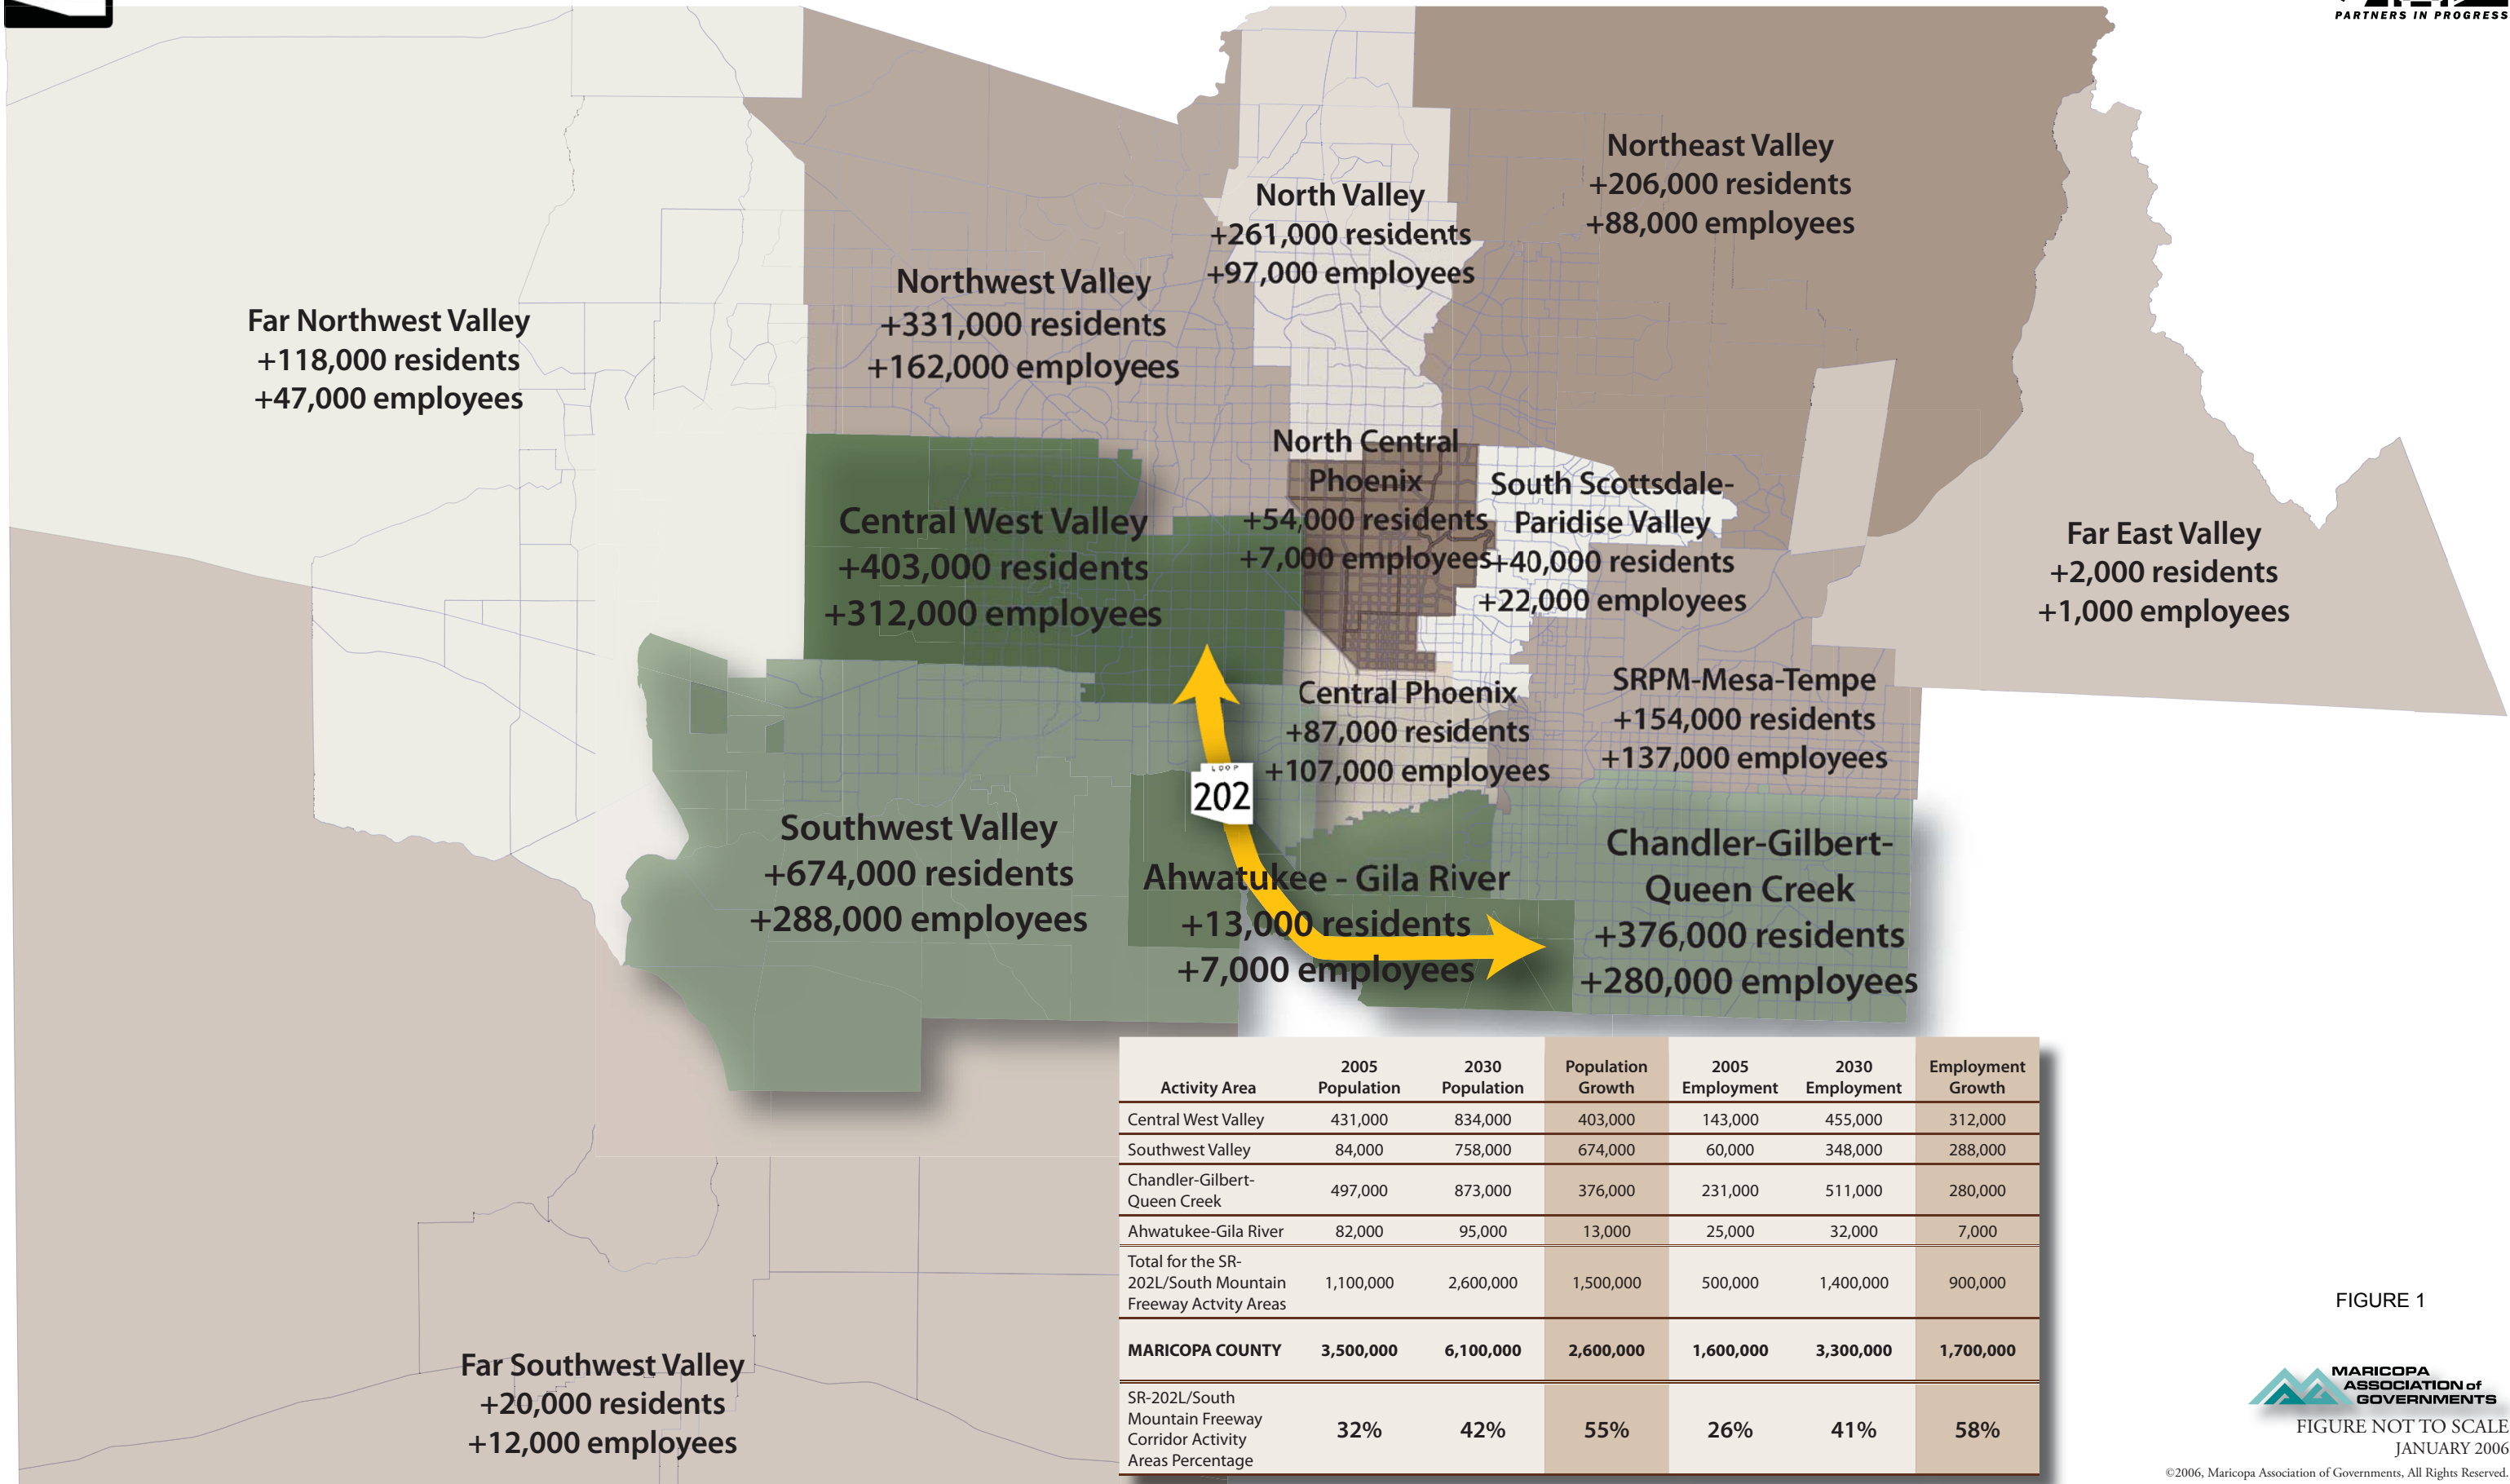 PARTNERS IN PROGRESS
Northeast Valley
+206,000 residents
+88,000 employees
North Valley
+261,000 residents
+97,000 employees
Northwest Valley
+331,000 residents
+162,000 employees
Far Northwest Valley
+118,000 residents
+47,000 employees
North Central
Phoenix
+54,000 residents
+7,000 employees
South Scottsdale-
Paridise Valley
+40,000 residents
+22,000 employees
Central West Valley
+403,000 residents
+312,000 employees
Far East Valley
+2,000 residents
+1,000 employees
Central Phoenix
+87,000 residents
+107,000 employees
SRPM-Mesa-Tempe
+154,000 residents
+137,000 employees
LOOP
202
Southwest Valley
+674,000 residents
+288,000 employees
Ahwatukee - Gila River
+13,000 residents
+7,000 employees
Chandler-Gilbert-
Queen Creek
+376,000 residents
+280,000 employees
Far Southwest Valley
+20,000 residents
+12,000 employees
Activity Area 2005 Population 2030 Population Population Growth 2005 Employment 2030 Employment Employment Growth
Central West Valley 431,000 834,000 403,000 143,000 455,000 312,000
Southwest Valley 84,000 758,000 674,000 60,000 348,000 288,000
Chandler-Gilbert-
Queen Creek 497,000 873,000 376,000 231,000 511,000 280,000
Ahwatukee-Gila River 82,000 95,000 13,000 25,000 32,000 7,000
Total for the SR-
202L/South Mountain 1,100,000 2,600,000 1,500,000 500,000 1,400,000 900,000
Freeway Actvity Areas
MARICOPA COUNTY 3,500,000 6,100,000 2,600,000 1,600,000 3,300,000 1,700,000
SR-202L/South
Mountain Freeway
Corridor Activity 32% 42% 55% 26% 41% 58%
Areas Percentage
FIGURE 1
MARICOPA
ASSOCIATION of
GOVERNMENTS
FIGURE NOT TO SCALE
JANUARY 2006
©2006, Maricopa Association of Governments, All Rights Reserved.